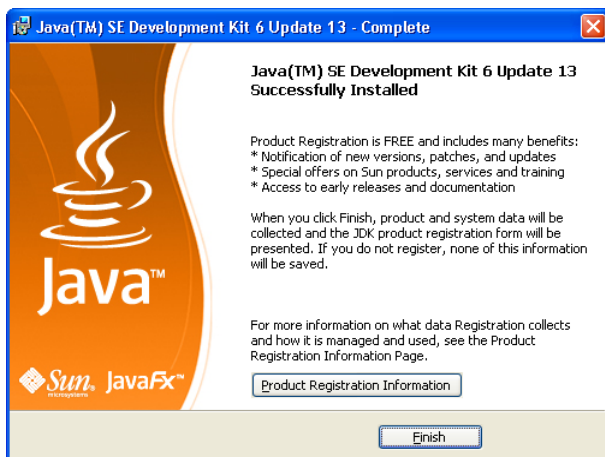 Java(TM) SE Development Kit 6 Update 13 - Complete
Java(TM) SE Development Kit 6 Update 13
Successfully Installed
Product Registration is FREE and includes many benefits:
* Notification of new versions, patches, and updates
* Special offers on Sun products, services and training
* Access to early releases and documentation
When you click Finish, product and system data will be
collected and the JDK product registration form will be
presented. If you do not register, none of this information
will be saved.
Java™
For more information on what data Registration collects
and how it is managed and used, see the Product
Registration Information Page.
Sun microsystems JavaFX™
Product Registration Information
Finish